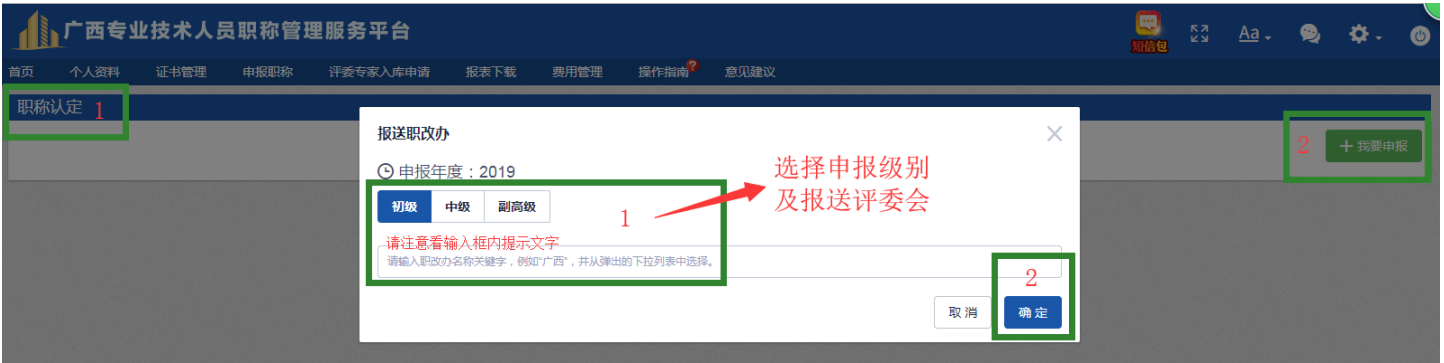 广西专业技术人员职称管理服务平台
短信包
Aa
首页 个人资料 证书管理 申报职称 评委专家入库申请 报表下载 费用管理 操作指南? 意见建议
职称认定 1
2 + 我要申报
报送职改办
申报年度：2019
初级 中级 副高级
1
选择申报级别
及报送评委会
请注意看输入框内提示文字
请输入职改办名称关键字，例如“广西”，并从弹出的下拉列表中选择。
2
取 消 确 定